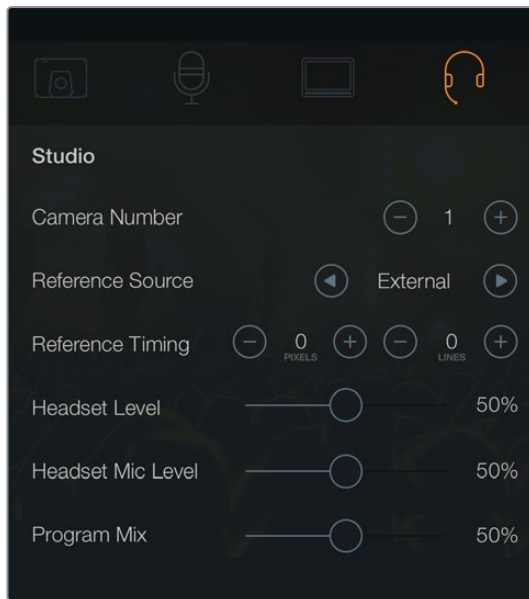 Studio
Camera Number 1
Reference Source External
Reference Timing 0 PIXELS 0 LINES
Headset Level 50%
Headset Mic Level 50%
Program Mix 50%